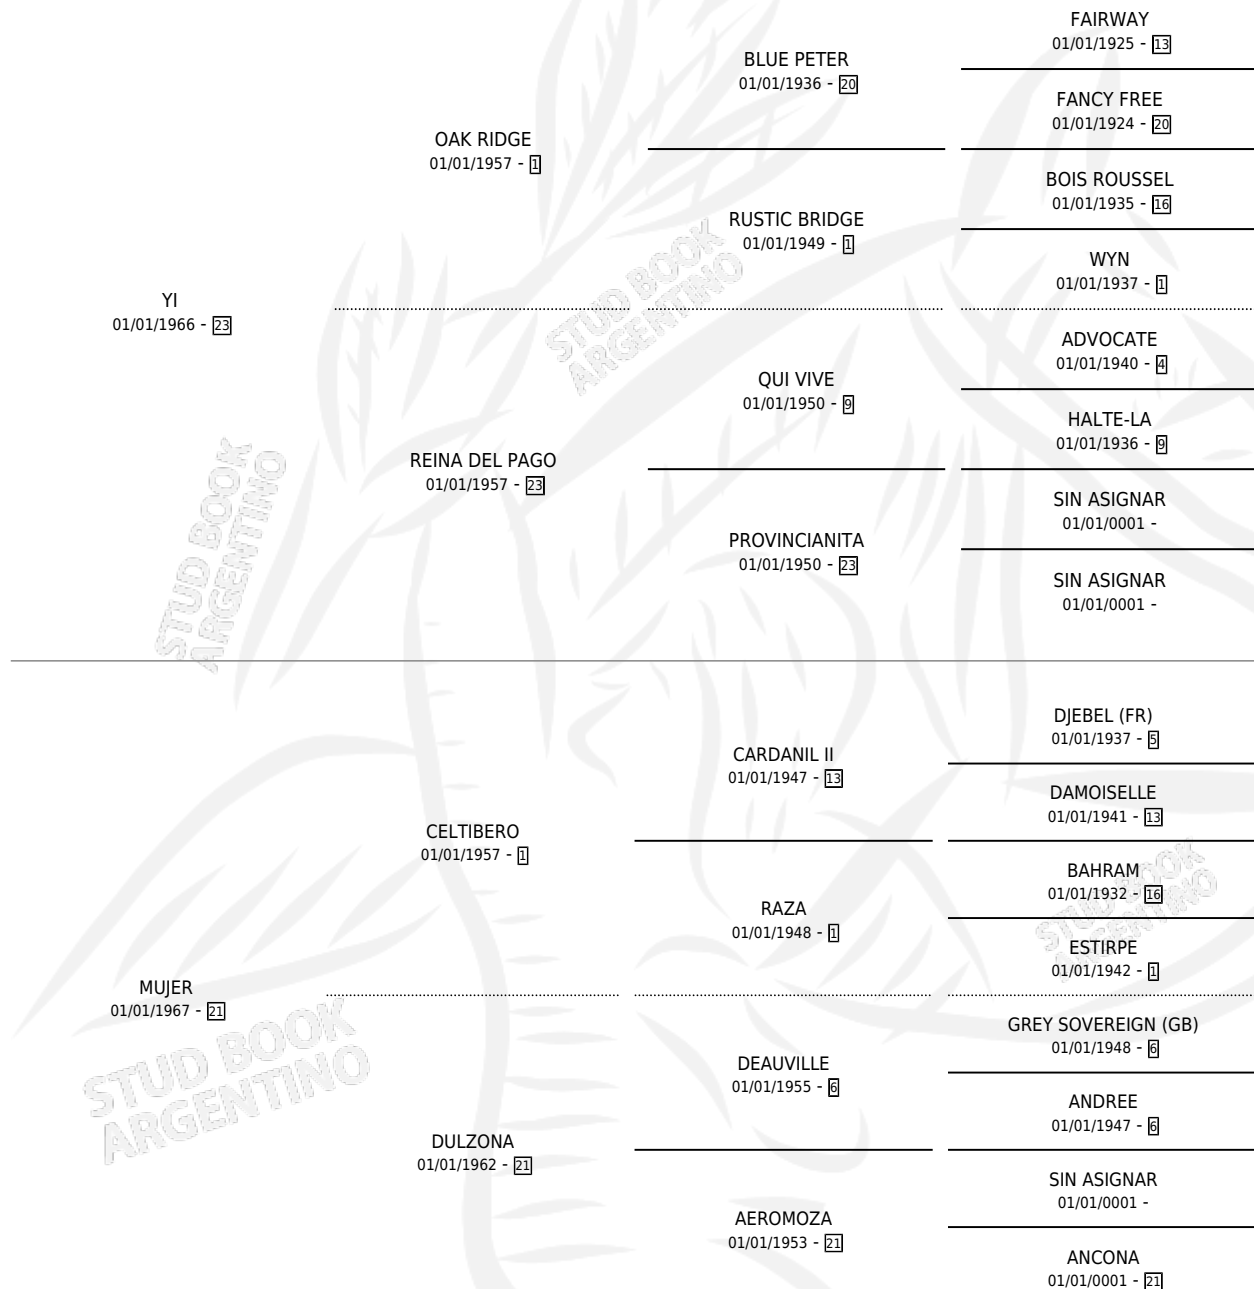 FAIRWAY
01/01/1925 - 13
BLUE PETER
01/01/1936 - 20
FANCY FREE
01/01/1924 - 20
OAK RIDGE
01/01/1957 - 1
BOIS ROUSSEL
01/01/1935 - 16
RUSTIC BRIDGE
01/01/1949 - 1
WYN
01/01/1937 - 1
YI
01/01/1966 - 23
ADVOCATE
01/01/1940 - 4
QUI VIVE
01/01/1950 - 9
HALTE-LA
01/01/1936 - 9
REINA DEL PAGO
01/01/1957 - 23
SIN ASIGNAR
01/01/0001 -
PROVINCIANITA
01/01/1950 - 23
SIN ASIGNAR
01/01/0001 -
DJEBEL (FR)
01/01/1937 - 5
CARDANIL II
01/01/1947 - 13
DAMOISELLE
01/01/1941 - 13
CELTIBERO
01/01/1957 - 1
BAHRAM
01/01/1932 - 16
RAZA
01/01/1948 - 1
ESTIRPE
01/01/1942 - 1
MUJER
01/01/1967 - 21
GREY SOVEREIGN (GB)
01/01/1948 - 6
DEAUVILLE
01/01/1955 - 6
ANDREE
01/01/1947 - 6
DULZONA
01/01/1962 - 21
SIN ASIGNAR
01/01/0001 -
AEROMOZA
01/01/1953 - 21
ANCONA
01/01/0001 - 21
STUD BOOK
ARGENTINO
STUD BOOK
ARGENTINO
STUD BOOK
ARGENTINO
STUD BOOK
ARGENTINO